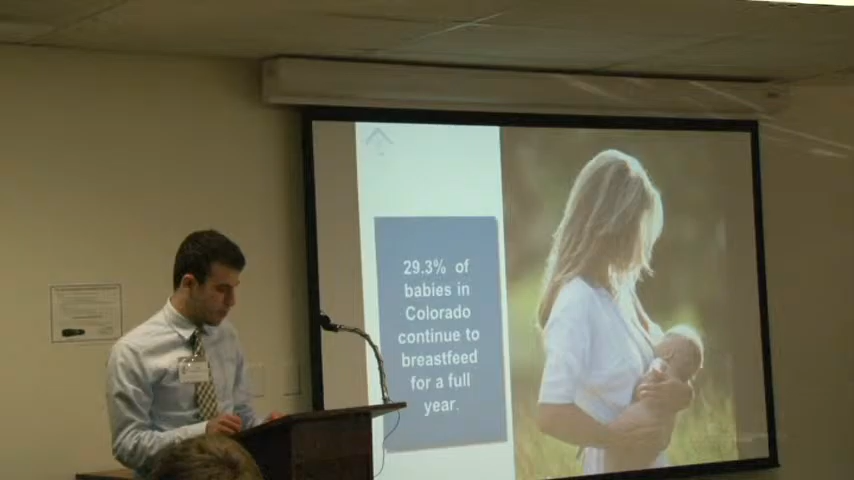 29.3% of
babies in
Colorado
continue to
breastfeed
for a full
year.